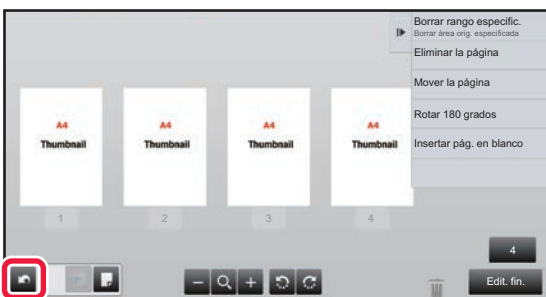 Borrar rango especific.
Borrar área orig. especificada
Eliminar la página
Mover la página
Rotar 180 grados
Insertar pág. en blanco
A4
Thumbnail
A4
Thumbnail
A4
Thumbnail
A4
Thumbnail
1
2
3
4
4
Edit. fin.